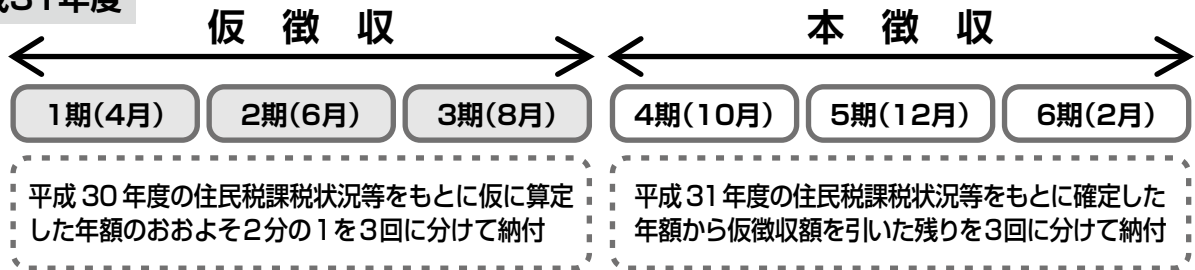 31年度
仮徴収
本徴収
1期(4月)
2期(6月)
3期(8月)
4期(10月)
5期(12月)
6期(2月)
平成30年度の住民税課税状況等をもとに仮に算定
した年額のおおよそ2分の1を3回に分けて納付
平成31年度の住民税課税状況等をもとに確定した
年額から仮徴収額を引いた残りを3回に分けて納付